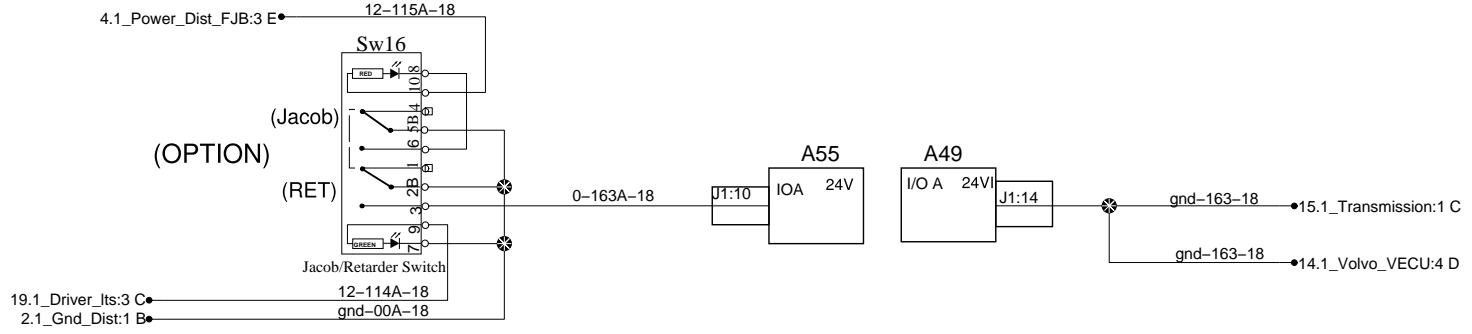 12–115A–18
4.1_Power_Dist_FJB:3 E
Sw16
RED
8
10
4
(Jacob)
5B
6
(OPTION)
1
(RET)
2B
3
9
GREEN
7
Jacob/Retarder Switch
0–163A–18
A55
J1:10
IOA 24V
A49
I/O A 24VI
J1:14
gnd–163–18
15.1_Transmission:1 C
gnd–163–18
14.1_Volvo_VECU:4 D
12–114A–18
19.1_Driver_lts:3 C
gnd–00A–18
2.1_Gnd_Dist:1 B